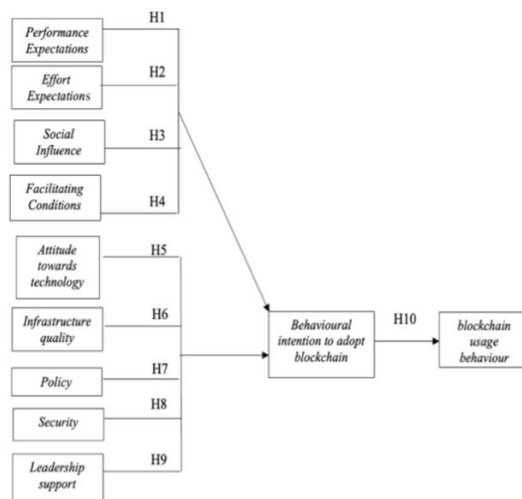 H1
Performance
Expectations
H2
Effort
Expectations
H3
Social
Influence
H4
Facilitating
Conditions
H5
Attitude
towards
technology
H6
Infrastructure
quality
H7
Policy
H8
Security
H9
Leadership
support
Behavioural
intention to adopt
blockchain
H10
blockchain
usage
behaviour